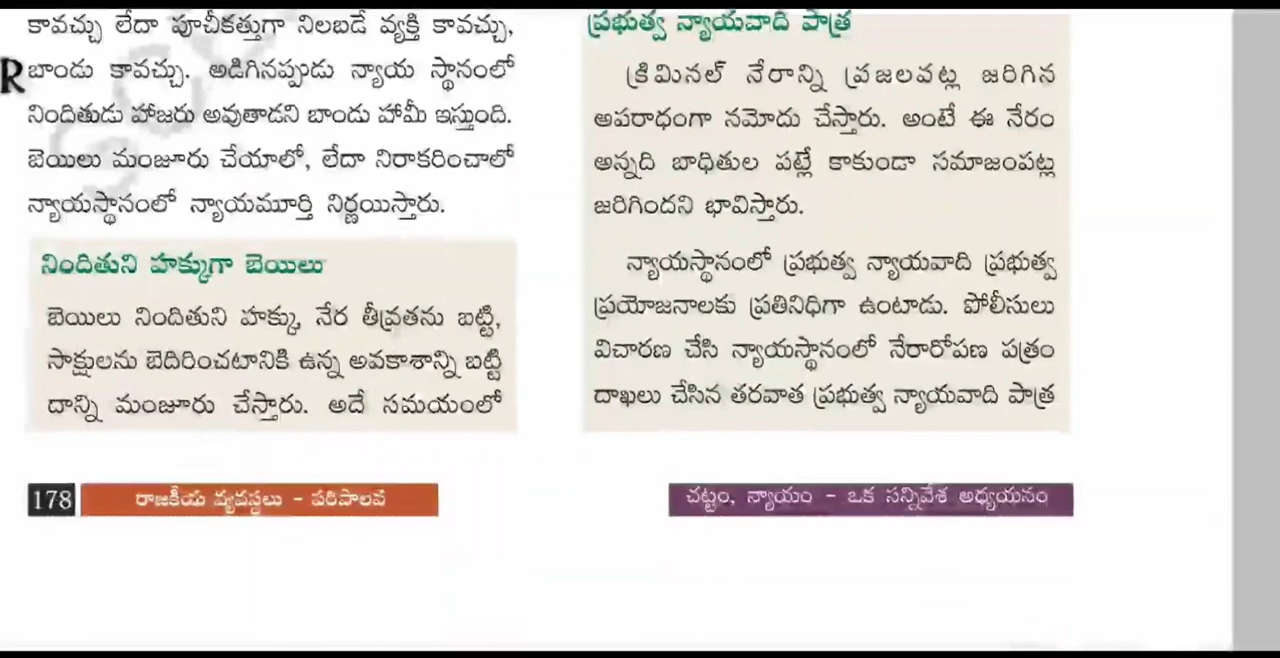 కావచ్చు లేదా పూచీకత్తుగా నిలబడే వ్యక్తి కావచ్చు,
బాండు కావచ్చు. అడిగినప్పుడు న్యాయ స్థానంలో
నిందితుడు హాజరు అవుతాడని బాండు హామీ ఇస్తుంది.
బెయిలు మంజూరు చేయాలో, లేదా నిరాకరించాలో
న్యాయస్థానంలో న్యాయమూర్తి నిర్ణయిస్తారు.
నిందితుని హక్కుగా బెయిలు
బెయిలు నిందితుని హక్కు నేర తీవ్రతను బట్టి,
సాక్షులను బెదిరించటానికి ఉన్న అవకాశాన్ని బట్టి
దాన్ని మంజూరు చేస్తారు. అదే సమయంలో
ప్రభుత్వ న్యాయవాది పాత్ర
క్రిమినల్ నేరాన్ని ప్రజలవట్ల జరిగిన
అపరాధంగా నమోదు చేస్తారు. అంటే ఈ నేరం
అన్నది బాధితుల పట్లే కాకుండా సమాజంపట్ల
జరిగిందని భావిస్తారు.
న్యాయస్థానంలో ప్రభుత్వ న్యాయవాది ప్రభుత్వ
ప్రయోజనాలకు ప్రతినిధిగా ఉంటాడు. పోలీసులు
విచారణ చేసి న్యాయస్థానంలో నేరారోపణ పత్రం
దాఖలు చేసిన తరవాత ప్రభుత్వ న్యాయవాది పాత్ర
178 రాజకీయ వ్యవస్థలు - పరిపాలన
చట్టం, న్యాయం - ఒక సన్నివేశ అధ్యయనం